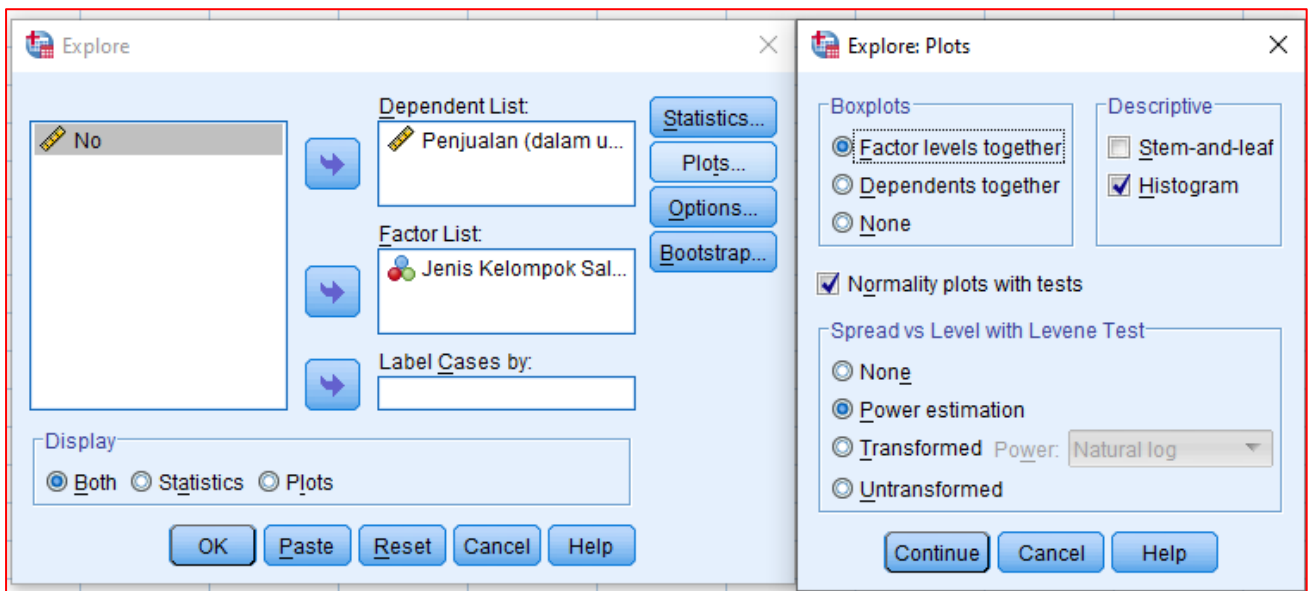 Explore
Dependent List:
No
Penjualan (dalam u...
Factor List:
Jenis Kelompok Sal...
Label Cases by:
Statistics...
Plots...
Options...
Bootstrap...
Display
Both Statistics Plots
OK Paste Reset Cancel Help
Explore: Plots
Boxplots
Factor levels together
Dependents together
None
Descriptive
Stem-and-leaf
Histogram
Normality plots with tests
Spread vs Level with Levene Test
None
Power estimation
Transformed Power: Natural log
Untransformed
Continue Cancel Help